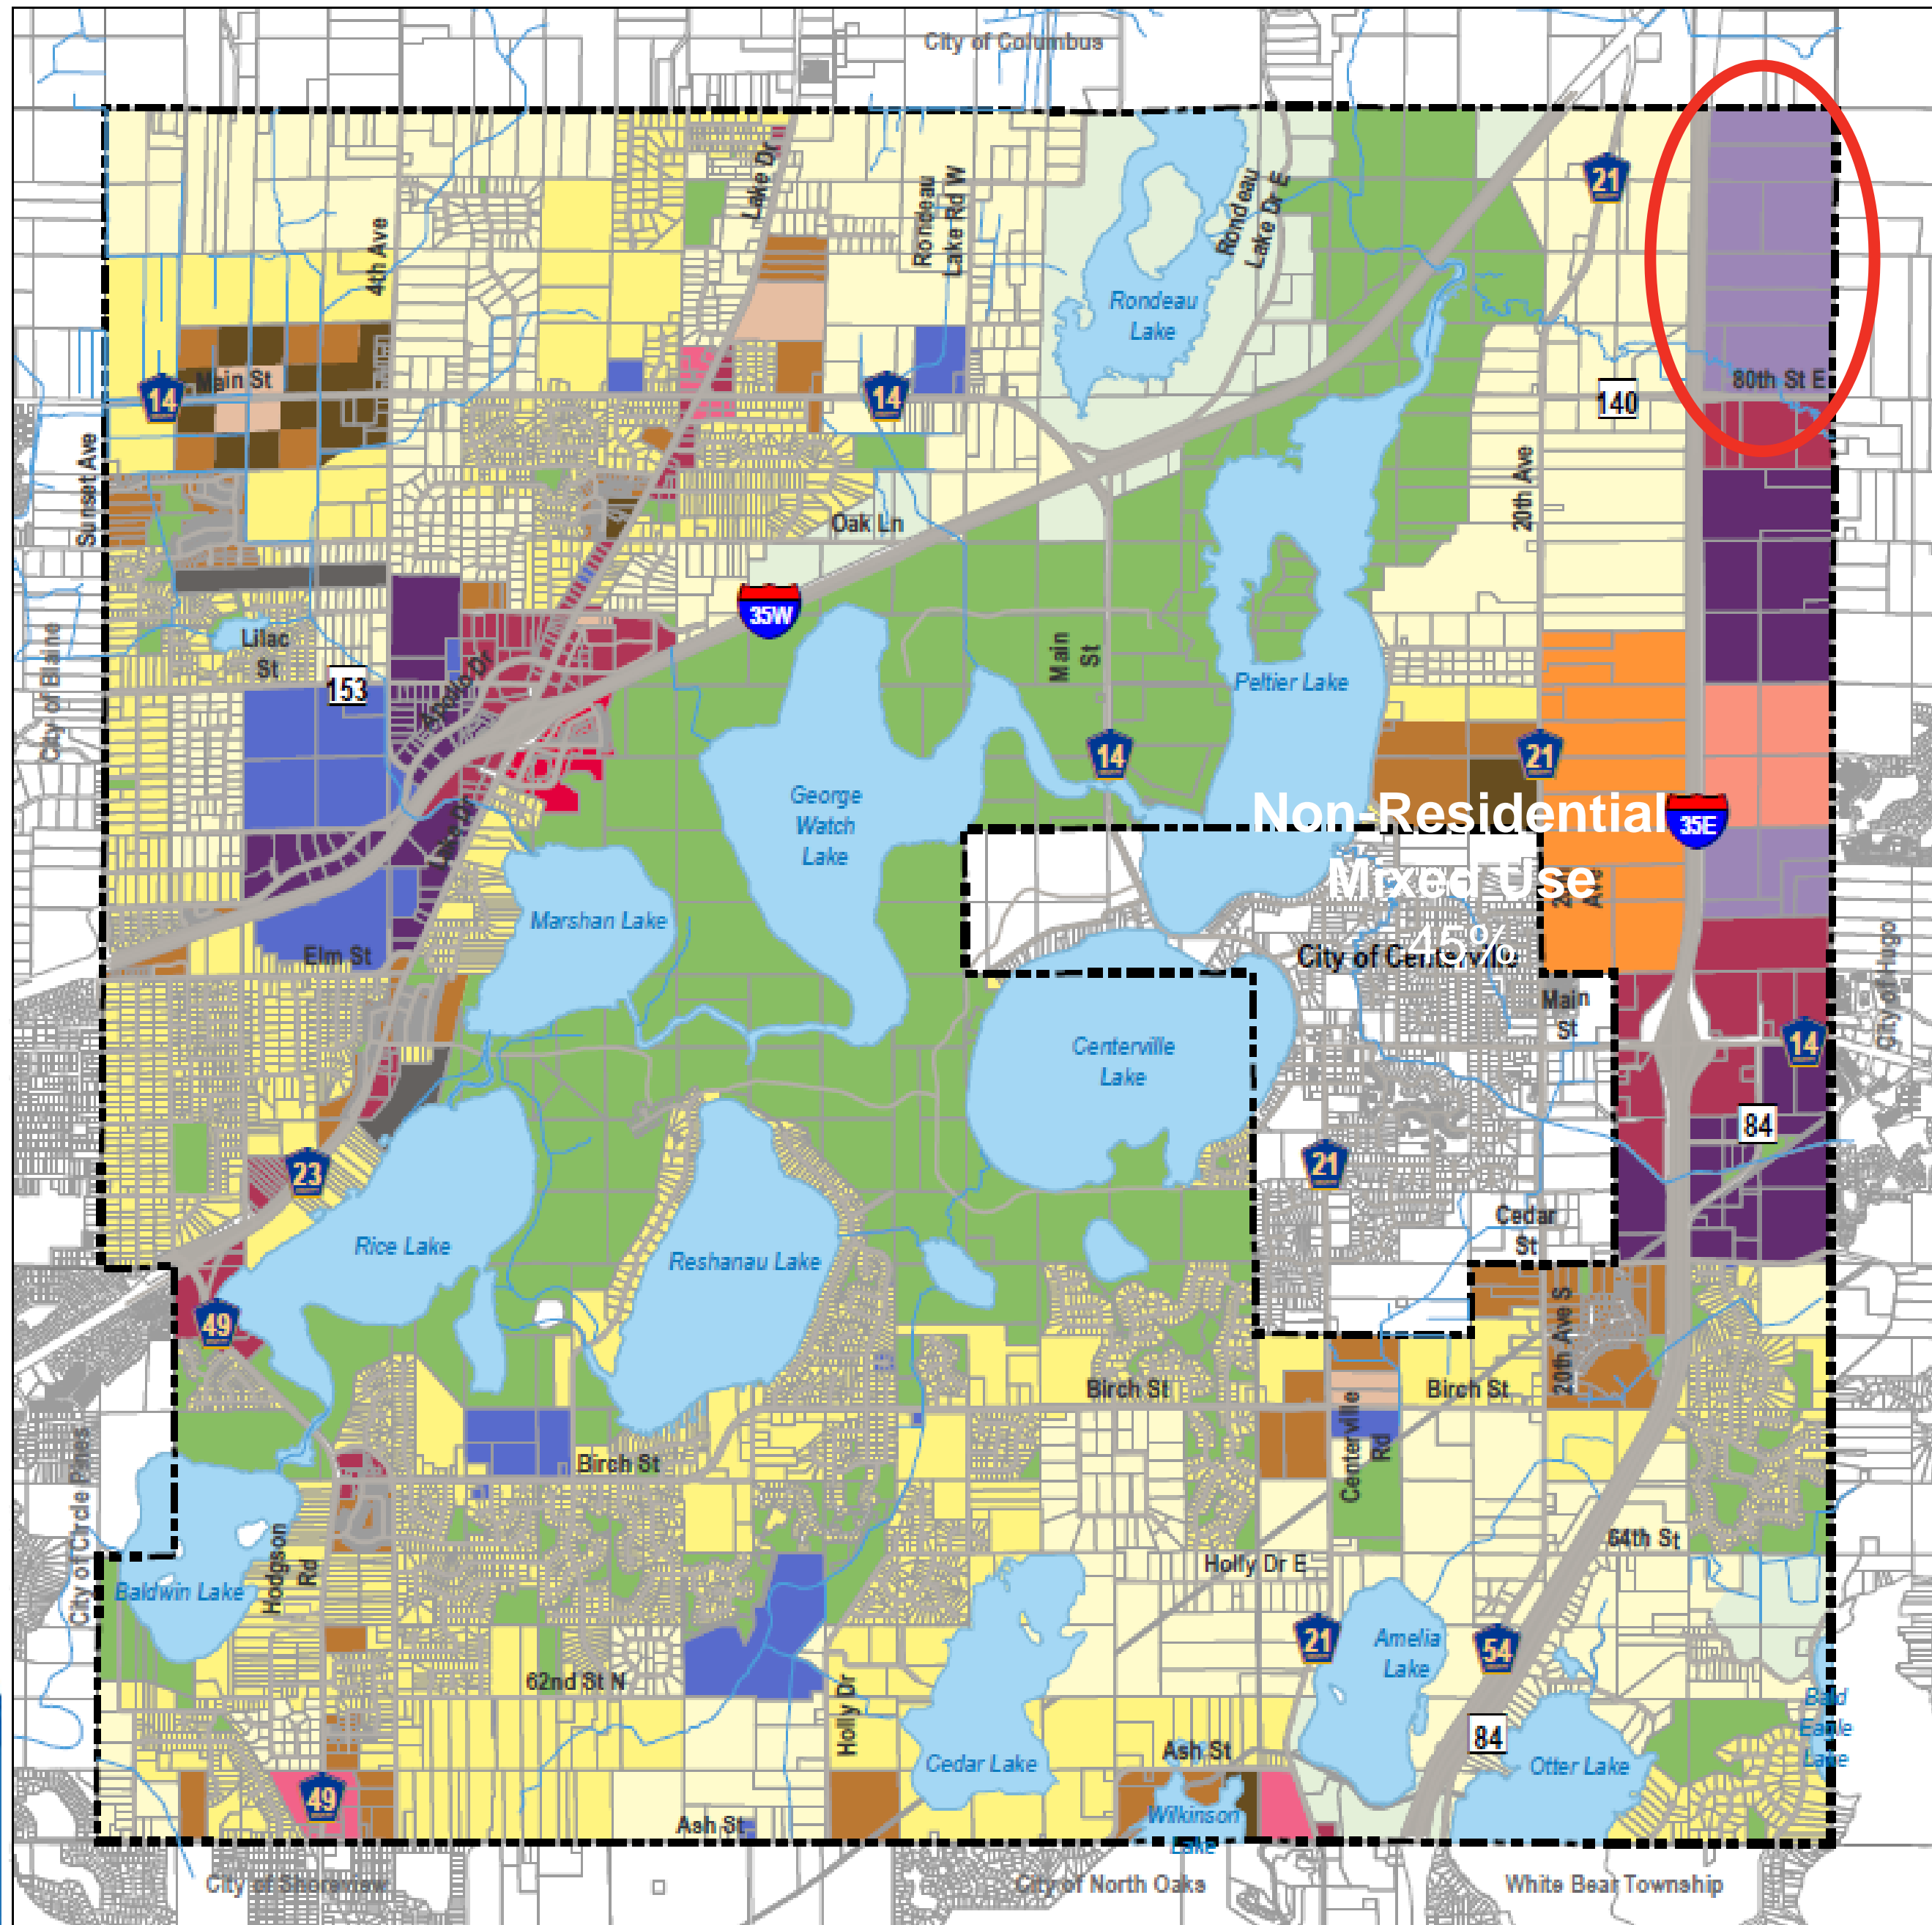 City of Columbus
21
Lake Dr
Rondeau
Lake Rd W
Rondeau
Lake Dr E
4th Ave
Rondeau
Lake
80th St E
Main St
14
14
140
Sunset Ave
20th Ave
Oak Ln
35W
Lilac
St
Main
St
City of Blaine
153
Apollo Dr
Peltier Lake
14
21
George
Watch
Lake
Non-Residential
35E
Lake Dr
Mixed Use
Ave
Marshan Lake
45%
Elm St
City of Centerville
City of Hugo
Main
St
14
Centerville
Lake
84
23
21
Cedar
St
Rice Lake
Reshanau Lake
49
20th Ave S
Birch St
Birch St
Centerville
Rd
Birch St
City of Circle Pines
64th St
Hodgson
Rd
Holly Dr E
Baldwin Lake
21
Amelia
Lake
54
62nd St N
Holly Dr
Bald
Eagle
Lake
84
Ash St
Cedar Lake
Otter Lake
49
Wilkinson
Lake
Ash St
City of Shoreview
City of North Oaks
White Bear Township